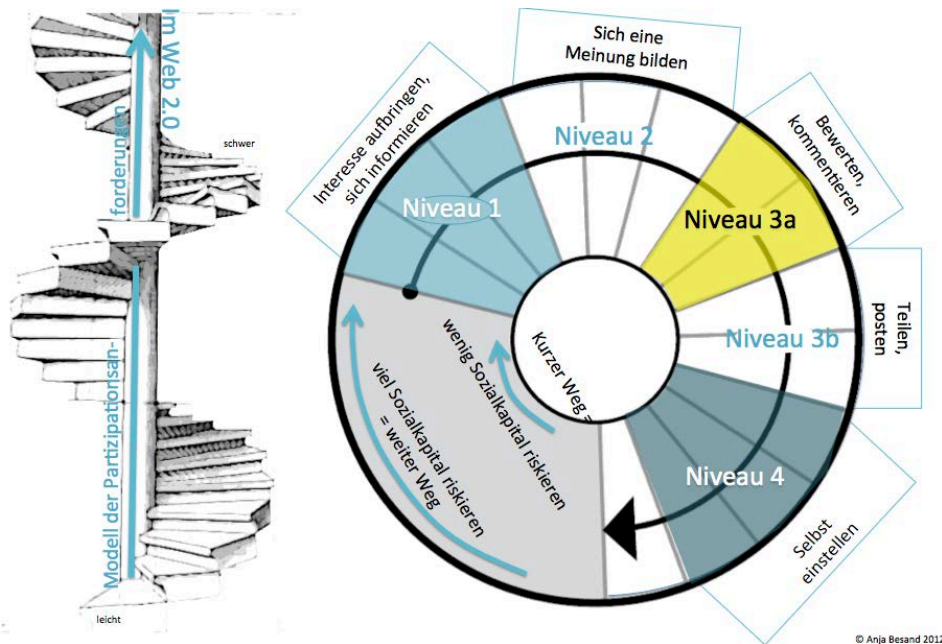 Modell der Partizipationsan-
forderungen
Im Web 2.0
schwer
leicht
Interesse aufbringen,
sich informieren
Sich eine
Meinung bilden
Bewerten,
kommentieren
Teilen,
posten
Selbst
einstellen
Niveau 1
Niveau 2
Niveau 3a
Niveau 3b
Niveau 4
Kurzer Weg =
wenig Sozialkapital riskieren
viel Sozialkapital riskieren
= weiter Weg
© Anja Besand 2012